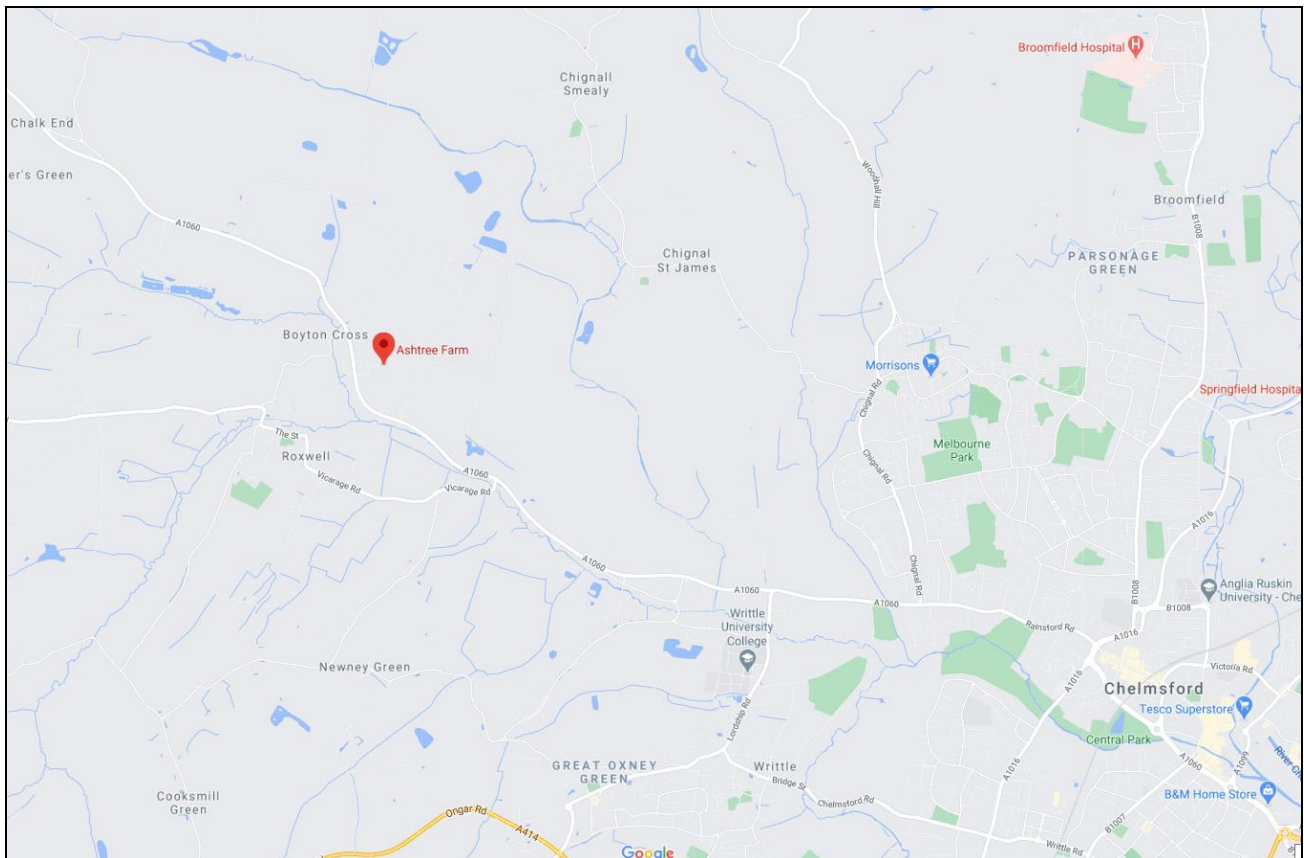 Broomfield Hospital
H
Chignall
Smealy
Chalk End
er's Green
Woodhall Hill
Broomfield
A1060
B1008
PARSONAGE
GREEN
Chignal
St James
Boyton Cross
Ashtree Farm
Morrisons
Springfield Hospita
Chignal Rd
The St
Roxwell
Melbourne
Park
Chignal Rd
A1060
Vicarage Rd
Vicarage Rd
A1016
A1060
Chignal Rd
B1008
Anglia Ruskin
University - Che
A1060
A1060
B1008
Writtle
University
College
Rainsford Rd
A1016
Newney Green
A1016
Victoria Rd
Chelmsford
Lordship Rd
Tesco Superstore
Central Park
GREAT OXNEY
GREEN
Writtle
A1016
A1060
A1099
River Ch
Bridge St
Cooksmill
Green
Chelmsford Rd
B&M Home Store
Ongar Rd
A414
B1007
Writtle Rd
Google